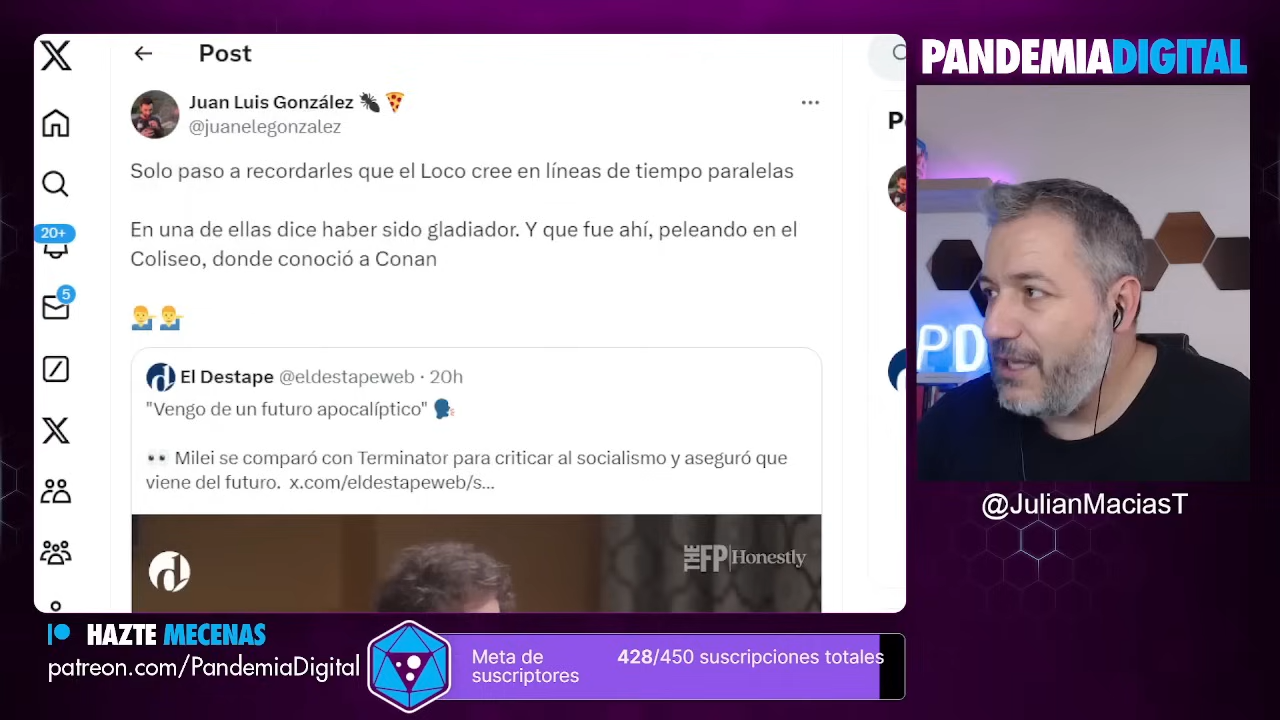 Post
Juan Luis González
@juanelegonzalez
Solo paso a recordarles que el Loco cree en líneas de tiempo paralelas
En una de ellas dice haber sido gladiador. Y que fue ahí, peleando en el
Coliseo, donde conoció a Conan
El Destape @eldestapeweb · 20h
"Vengo de un futuro apocalíptico"
Milei se comparó con Terminator para criticar al socialismo y aseguró que
viene del futuro. x.com/eldestapeweb/s...
THE FP | Honestly
20+
5
PANDEMIADIGITAL
PD
@JulianMaciasT
HAZTE MECENAS
patreon.com/PandemiaDigital
Meta de
suscriptores
428/450 suscripciones totales